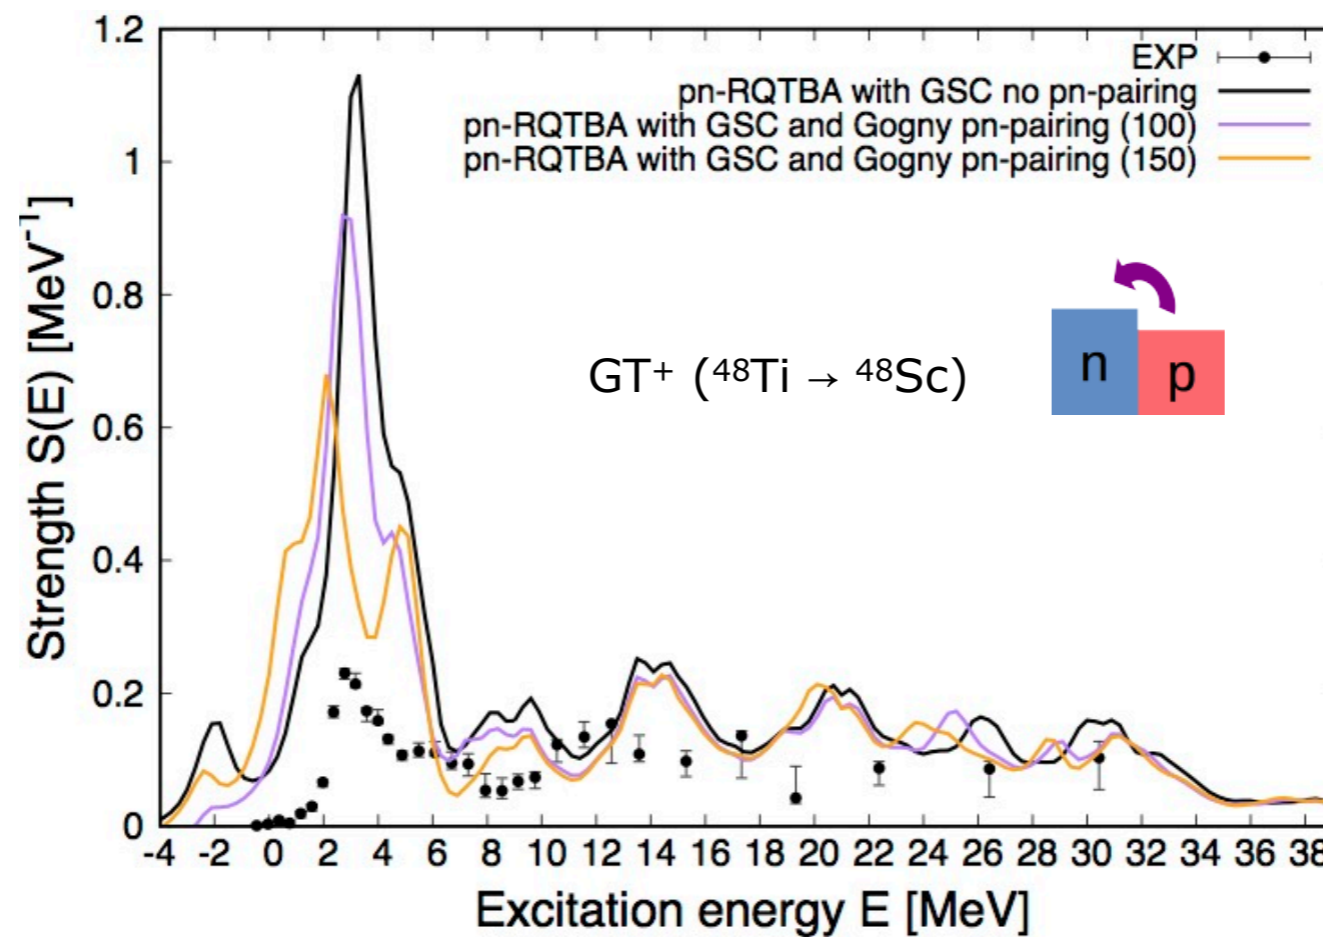 EXP
pn-RQTBA with GSC no pn-pairing
pn-RQTBA with GSC and Gogny pn-pairing (100)
pn-RQTBA with GSC and Gogny pn-pairing (150)
1.2
1
0.8
0.6
0.4
0.2
0
Strength S(E) [MeV⁻¹]
GT⁺ (⁴⁸Ti → ⁴⁸Sc)
n
p
-4 -2 0 2 4 6 8 10 12 14 16 18 20 22 24 26 28 30 32 34 36 38
Excitation energy E [MeV]